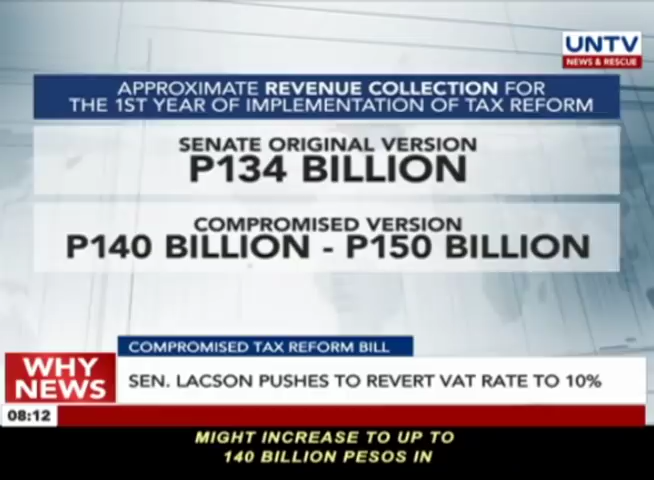 UNTV
NEWS & RESCUE
APPROXIMATE REVENUE COLLECTION FOR
THE 1ST YEAR OF IMPLEMENTATION OF TAX REFORM
SENATE ORIGINAL VERSION
P134 BILLION
COMPROMISED VERSION
P140 BILLION - P150 BILLION
COMPROMISED TAX REFORM BILL
WHY
NEWS
SEN. LACSON PUSHES TO REVERT VAT RATE TO 10%
08:12
MIGHT INCREASE TO UP TO
140 BILLION PESOS IN